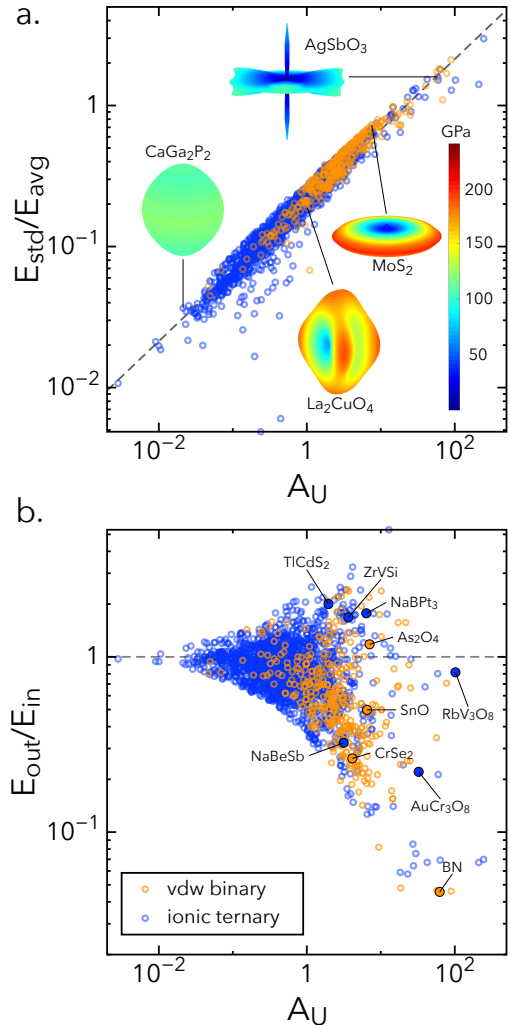 a.
AgSbO3
1
GPa
CaGa2P2
200
Estd/Eavg
150
10⁻¹
MoS2
100
50
La2CuO4
10⁻²
10⁻² 1 10²
AU
b.
TlCdS2 ZrVSi
NaBPt3
As2O4
1
Eout/Ein
SnO
RbV3O8
NaBeSb CrSe2
AuCr3O8
10⁻¹
BN
vdw binary
ionic ternary
10⁻² 1 10²
AU